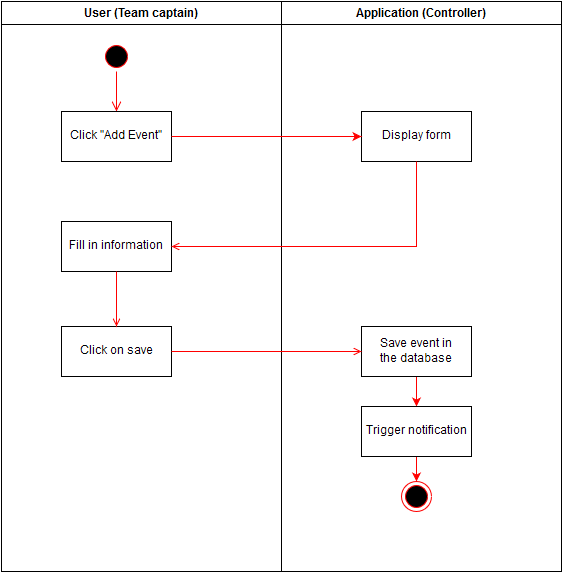 User (Team captain)
Application (Controller)
Click "Add Event"
Display form
Fill in information
Click on save
Save event in
the database
Trigger notification